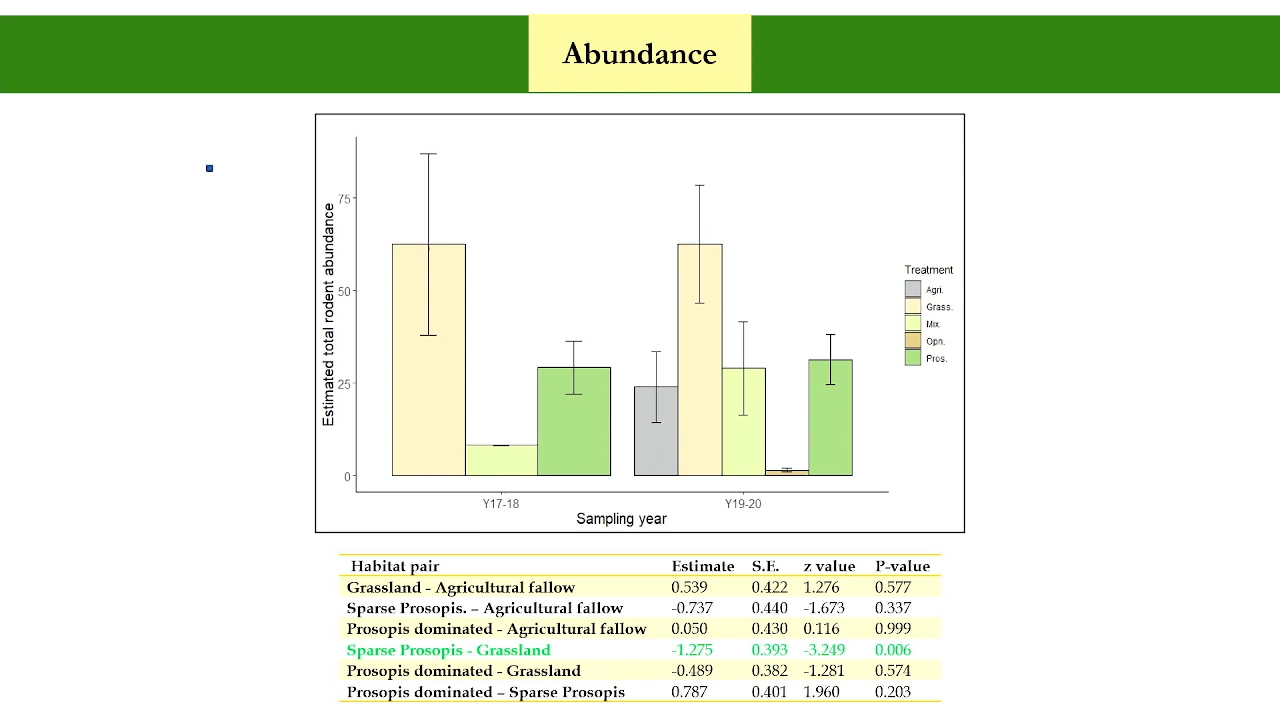 Abundance
Estimated total rodent abundance
75
50
25
0
Y17-18 Y19-20
Sampling year
Treatment
Agri.
Grass.
Mix.
Opn.
Pros.
Habitat pair Estimate S.E. z value P-value
Grassland - Agricultural fallow 0.539 0.422 1.276 0.577
Sparse Prosopis. – Agricultural fallow -0.737 0.440 -1.673 0.337
Prosopis dominated - Agricultural fallow 0.050 0.430 0.116 0.999
Sparse Prosopis - Grassland -1.275 0.393 -3.249 0.006
Prosopis dominated - Grassland -0.489 0.382 -1.281 0.574
Prosopis dominated – Sparse Prosopis 0.787 0.401 1.960 0.203